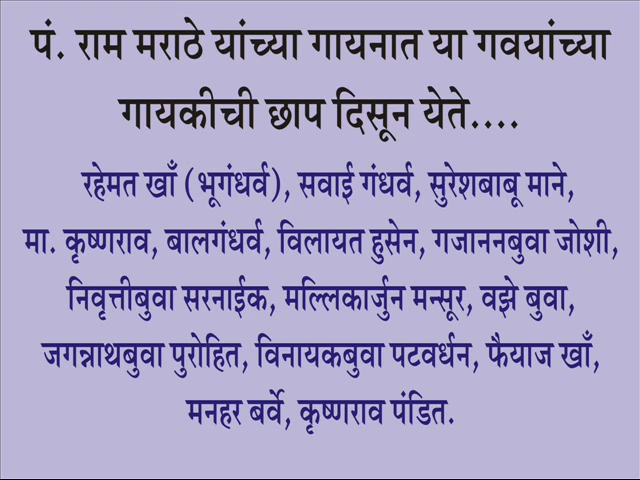 पं. राम मराठे यांच्या गायनात या गवयांच्या
गायकीची छाप दिसून येते....
रहेमत खाँ (भूगंधर्व), सवाई गंधर्व, सुरेशबाबू माने,
मा. कृष्णराव, बालगंधर्व, विलायत हुसेन, गजाननबुवा जोशी,
निवृत्तीबुवा सरनाईक, मल्लिकार्जुन मन्सूर, वझे बुवा,
जगन्नाथबुवा पुरोहित, विनायकबुवा पटवर्धन, फैयाज खाँ,
मनहर बर्वे, कृष्णराव पंडित.